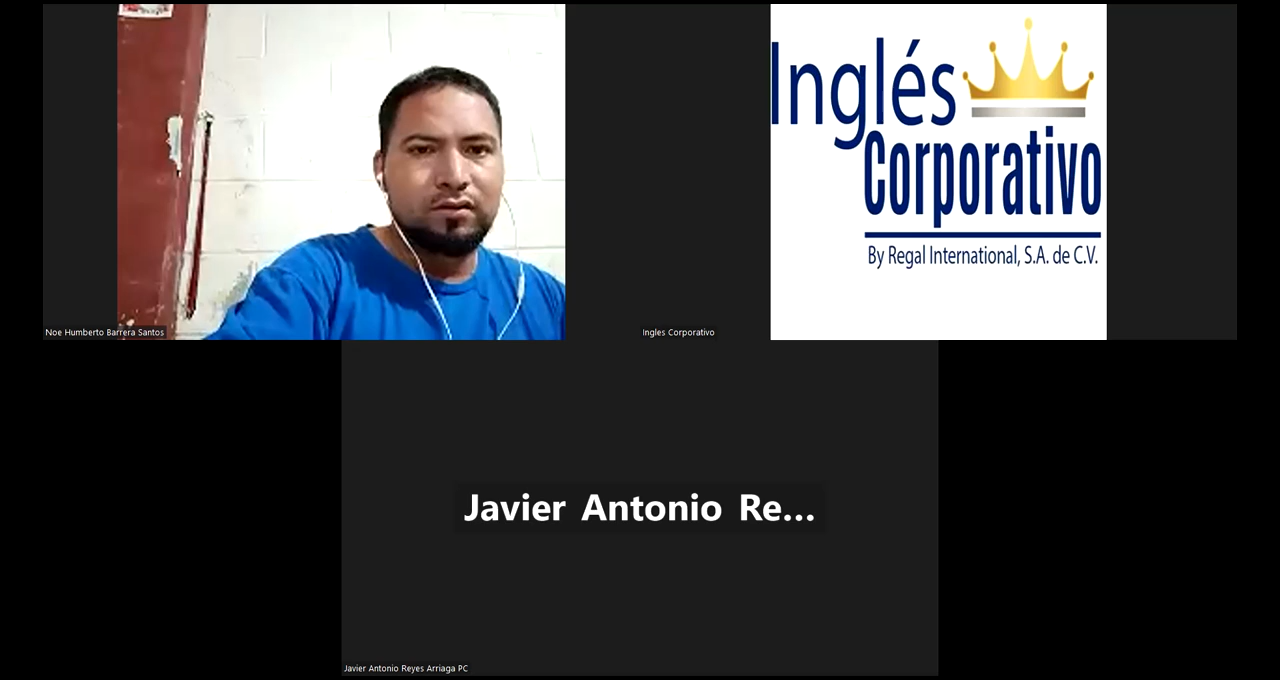 Inglés
Corporativo
By Regal International, S.A. de C.V.
Noe Humberto Barrera Santos
Ingles Corporativo
Javier Antonio Re...
Javier Antonio Reyes Arriaga PC